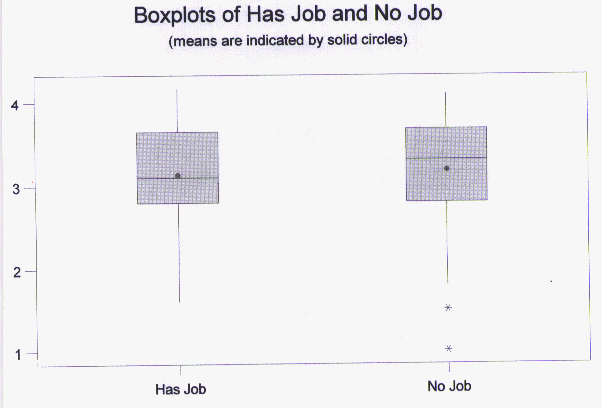 Boxplots of Has Job and No Job
(means are indicated by solid circles)
4
3
2
1
Has Job No Job